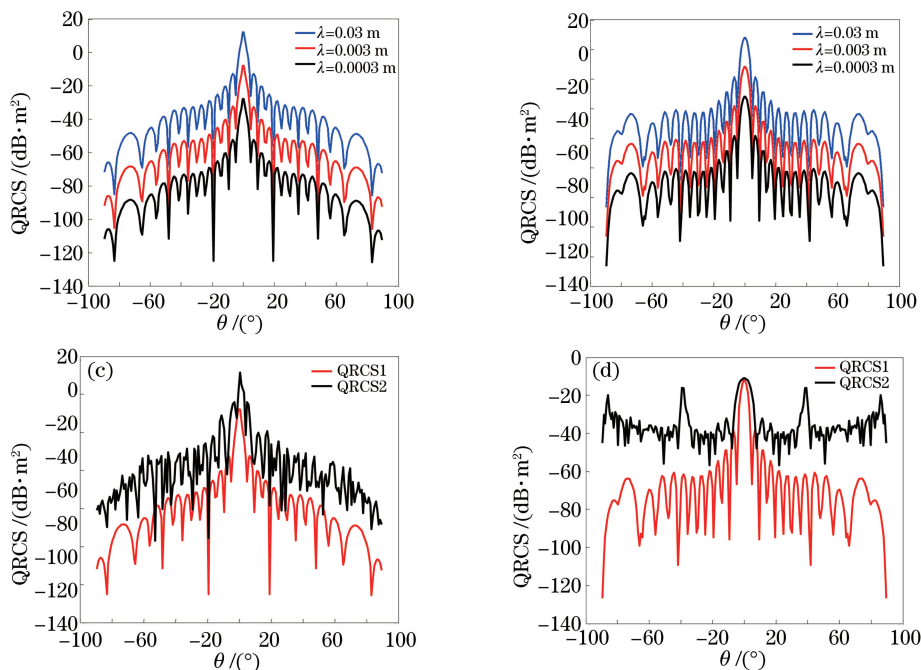 20
0
−20
−40
−60
−80
−100
−120
−140
QRCS /(dB·m²)
λ=0.03 m
λ=0.003 m
λ=0.0003 m
−100
−60
−20
20
60
100
θ /(°)
20
0
−20
−40
−60
−80
−100
−120
−140
QRCS /(dB·m²)
λ=0.03 m
λ=0.003 m
λ=0.0003 m
−100
−60
−20
20
60
100
θ /(°)
(c)
20
0
−20
−40
−60
−80
−100
−120
−140
QRCS /(dB·m²)
QRCS1
QRCS2
−100
−60
−20
20
60
100
θ /(°)
(d)
0
−20
−40
−60
−80
−100
−120
−140
QRCS /(dB·m²)
QRCS1
QRCS2
−100
−60
−20
20
60
100
θ /(°)